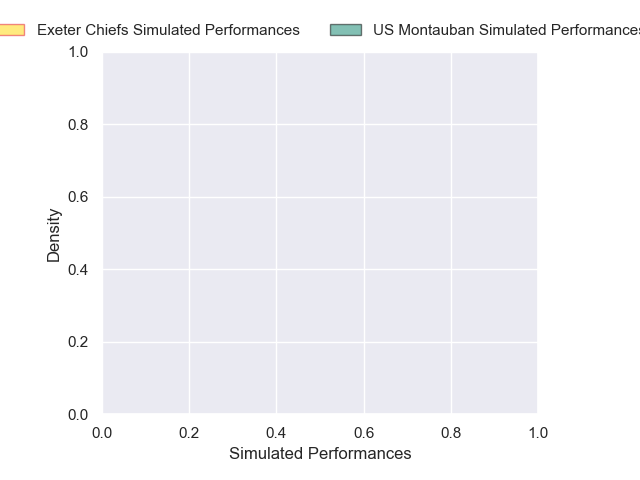 Exeter Chiefs Simulated Performances US Montauban Simulated Performances
1.0
0.8
0.6
0.4
0.2
0.0
Density
0.0 0.2 0.4 0.6 0.8 1.0
Simulated Performances